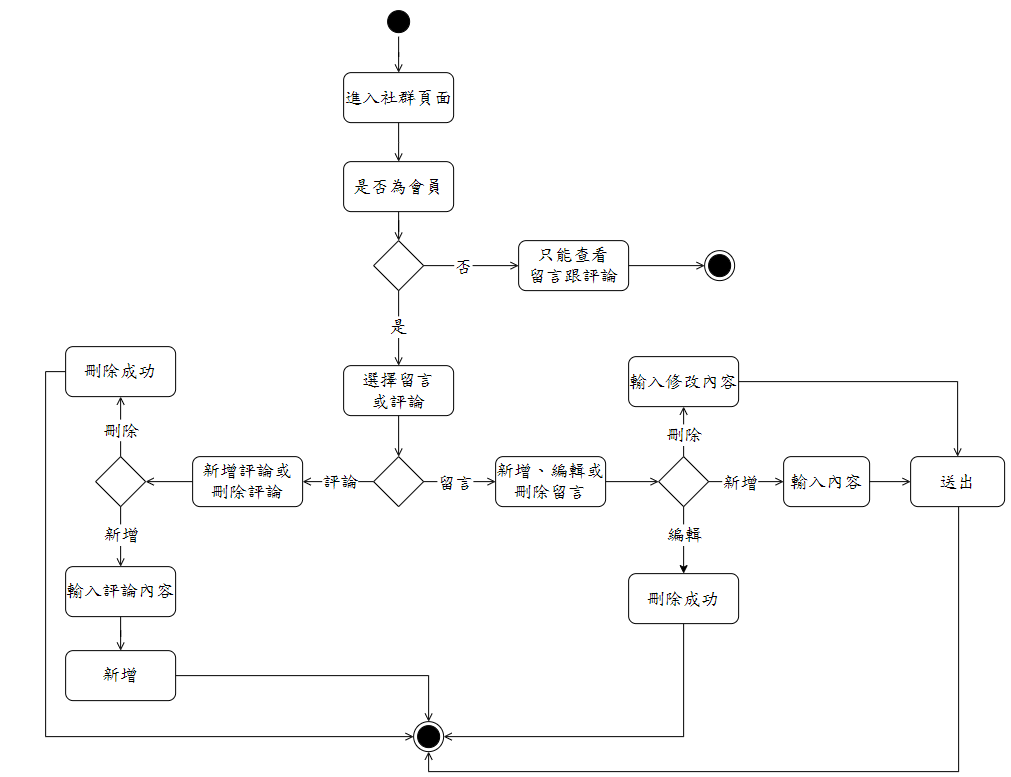 進入社群頁面
是否為會員
否
只能查看
留言跟評論
是
刪除成功
選擇留言
或評論
輸入修改內容
刪除
刪除
新增評論或
刪除評論
評論
留言
新增、編輯或
刪除留言
新增
輸入內容
送出
新增
編輯
輸入評論內容
刪除成功
新增